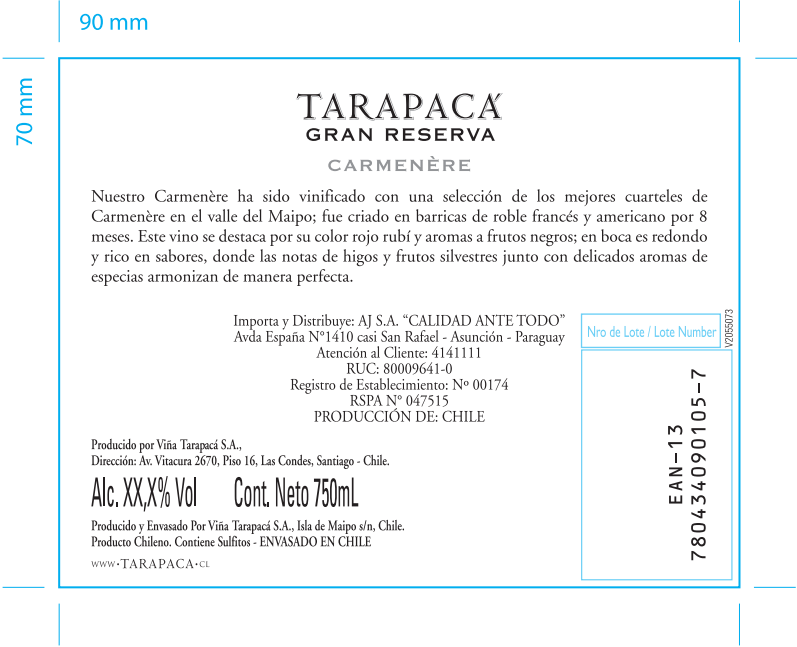 90 mm
70 mm
TARAPACÁ
GRAN RESERVA
CARMENÈRE
Nuestro Carmenère ha sido vinificado con una selección de los mejores cuarteles de
Carmenère en el valle del Maipo; fue criado en barricas de roble francés y americano por 8
meses. Este vino se destaca por su color rojo rubí y aromas a frutos negros; en boca es redondo
y rico en sabores, donde las notas de higos y frutos silvestres junto con delicados aromas de
especias armonizan de manera perfecta.
Importa y Distribuye: AJ S.A. “CALIDAD ANTE TODO”
Avda España N°1410 casi San Rafael - Asunción - Paraguay
Atención al Cliente: 4141111
RUC: 80009641-0
Registro de Establecimiento: Nº 00174
RSPA N° 047515
PRODUCCIÓN DE: CHILE
Nro de Lote / Lote Number
V2055073
EAN-13
780434090105-7
Producido por Viña Tarapacá S.A.,
Dirección: Av. Vitacura 2670, Piso 16, Las Condes, Santiago - Chile.
Alc. XX,X% Vol Cont. Neto 750mL
Producido y Envasado Por Viña Tarapacá S.A., Isla de Maipo s/n, Chile.
Producto Chileno. Contiene Sulfitos - ENVASADO EN CHILE
WWW•TARAPACA•CL